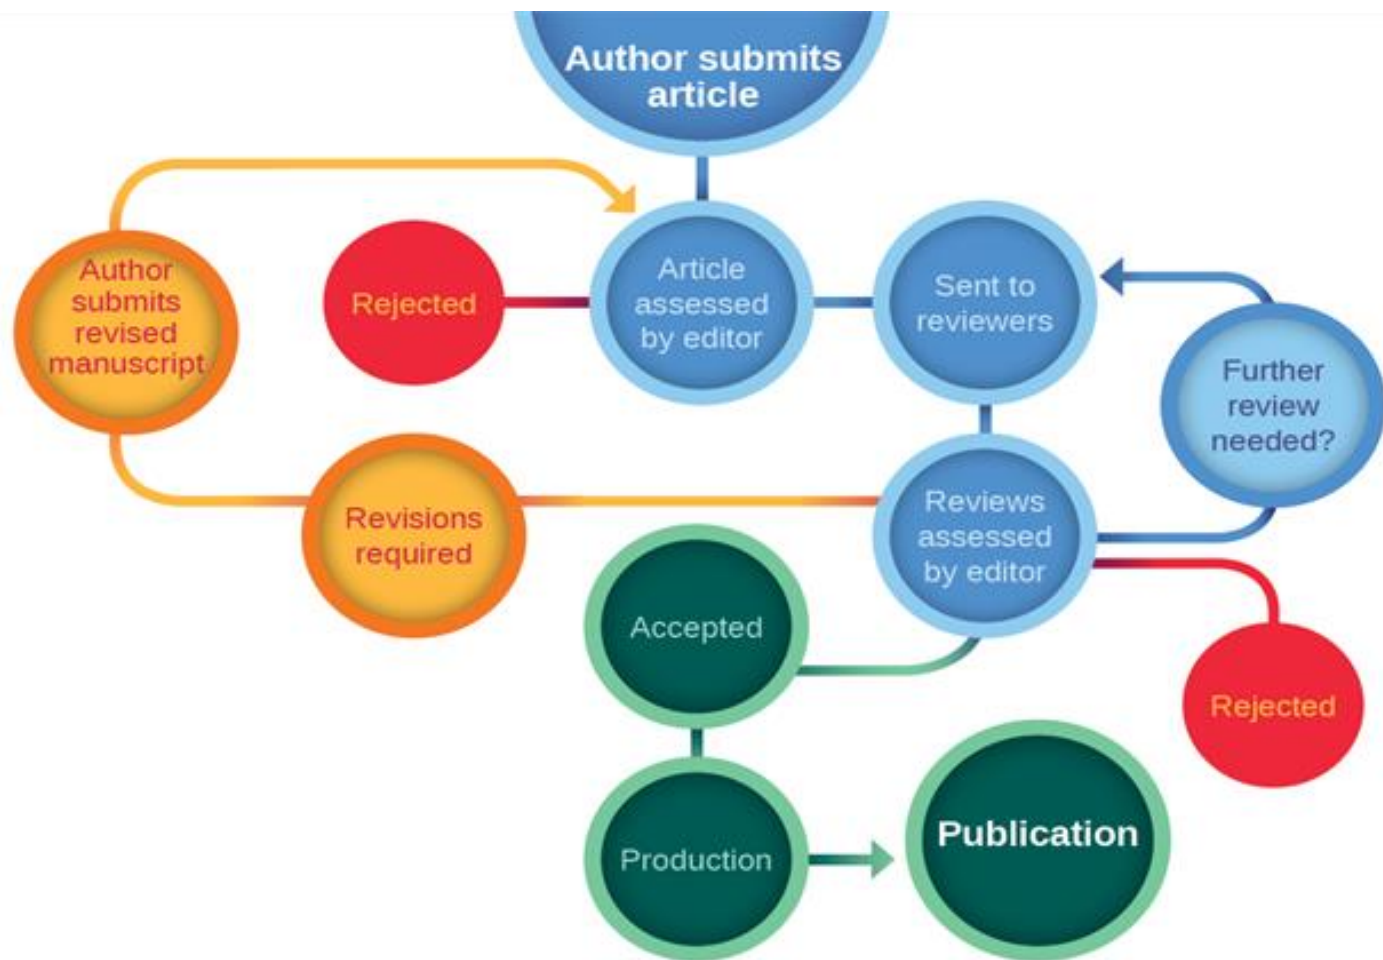 Author submits
article
Author
submits
revised
manuscript
Rejected
Article
assessed
by editor
Sent to
reviewers
Further
review
needed?
Revisions
required
Reviews
assessed
by editor
Accepted
Rejected
Production
Publication